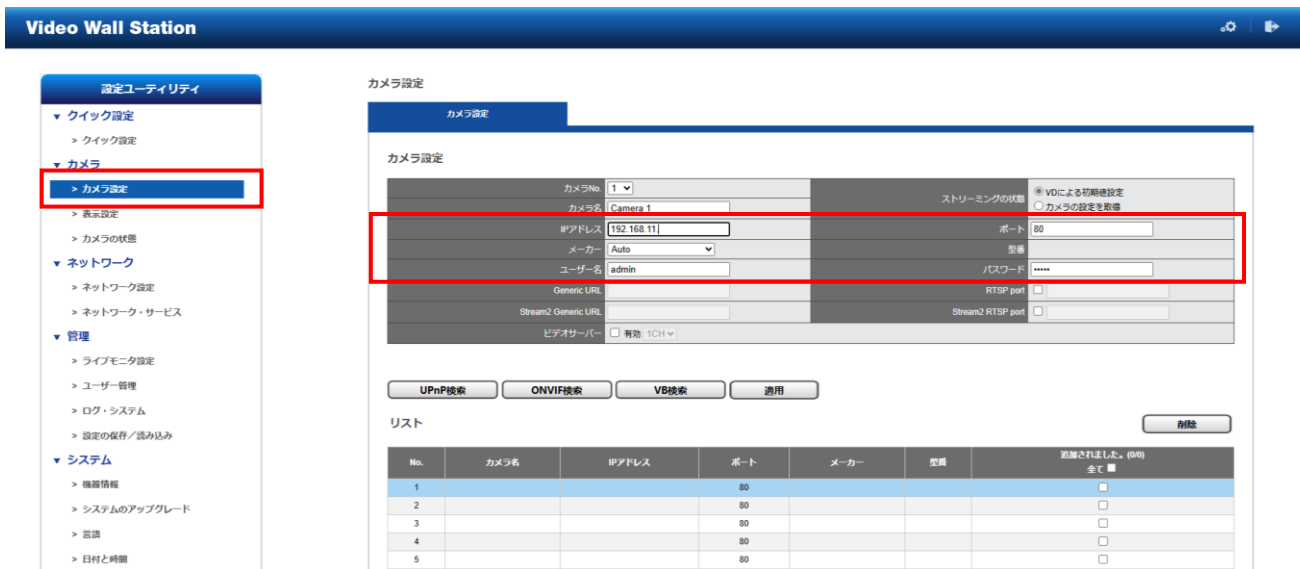 Video Wall Station
設定ユーティリティ
▼ クイック設定
> クイック設定
▼ カメラ
> カメラ設定
> 表示設定
> カメラの状態
▼ ネットワーク
> ネットワーク設定
> ネットワーク・サービス
▼ 管理
> ライブモニタ設定
> ユーザー管理
> ログ・システム
> 設定の保存／読み込み
▼ システム
> 機器情報
> システムのアップグレード
> 言語
> 日付と時間
カメラ設定
カメラ設定
カメラ設定
カメラNo. 1
ストリーミングの状態 VDによる初期値設定
カメラの設定を取得
カメラ名 Camera 1
IPアドレス 192.168.11. ポート 80
メーカー Auto 型番
ユーザー名 admin パスワード •••••
Generic URL RTSP port
Stream2 Generic URL Stream2 RTSP port
ビデオサーバー 有効 1CH
UPnP検索 ONVIF検索 VB検索 適用
リスト 削除
No. カメラ名 IPアドレス ポート メーカー 型番 追加されました。(0/0)
全て
1 80
2 80
3 80
4 80
5 80